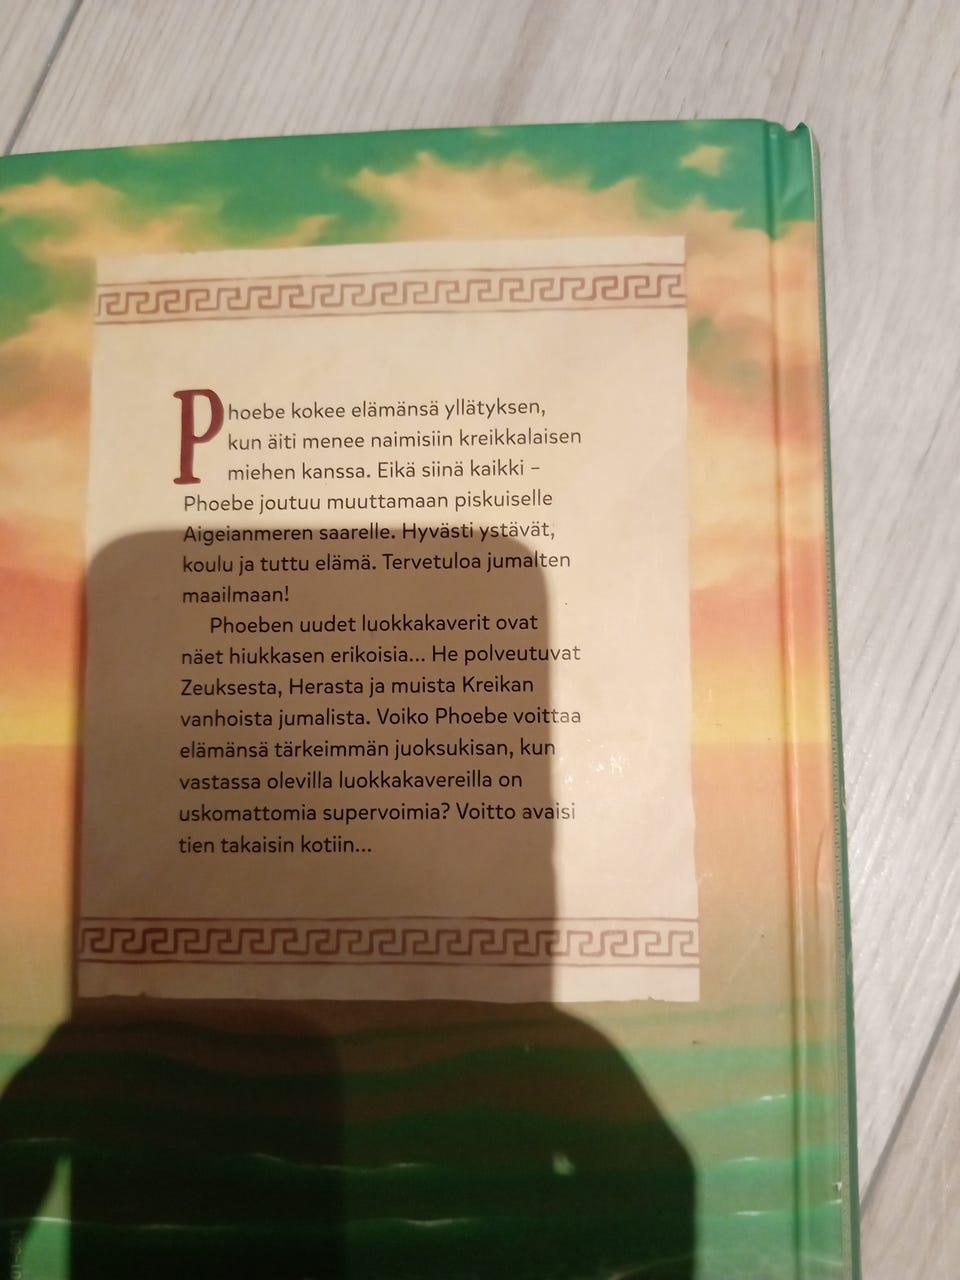 Phoebe kokee elämänsä yllätyksen,
kun äiti menee naimisiin kreikkalaisen
miehen kanssa. Eikä siinä kaikki –
Phoebe joutuu muuttamaan piskuiselle
Aigeianmeren saarelle. Hyvästi ystävät,
koulu ja tuttu elämä. Tervetuloa jumalten
maailmaan!
Phoeben uudet luokkakaverit ovat
näet hiukkasen erikoisia... He polveutuvat
Zeuksesta, Herasta ja muista Kreikan
vanhoista jumalista. Voiko Phoebe voittaa
elämänsä tärkeimmän juoksukisan, kun
vastassa olevilla luokkakavereilla on
uskomattomia supervoimia? Voitto avaisi
tien takaisin kotiin...